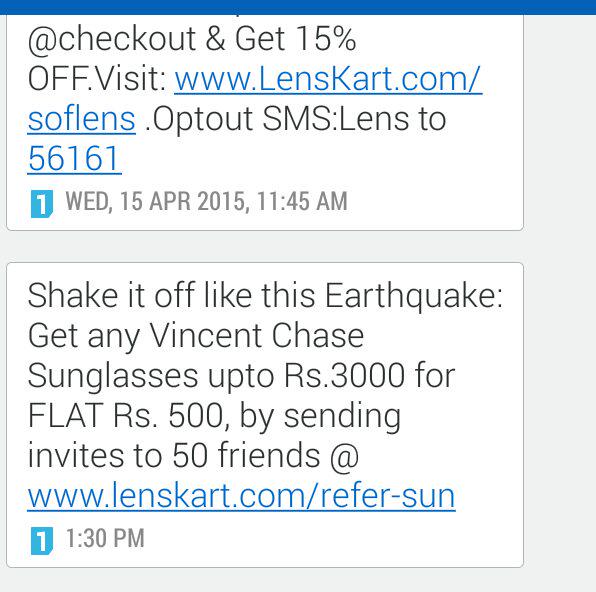 @checkout & Get 15%
OFF.Visit: www.LensKart.com/
soflens .Optout SMS:Lens to
56161
1 WED, 15 APR 2015, 11:45 AM
Shake it off like this Earthquake:
Get any Vincent Chase
Sunglasses upto Rs.3000 for
FLAT Rs. 500, by sending
invites to 50 friends @
www.lenskart.com/refer-sun
1 1:30 PM